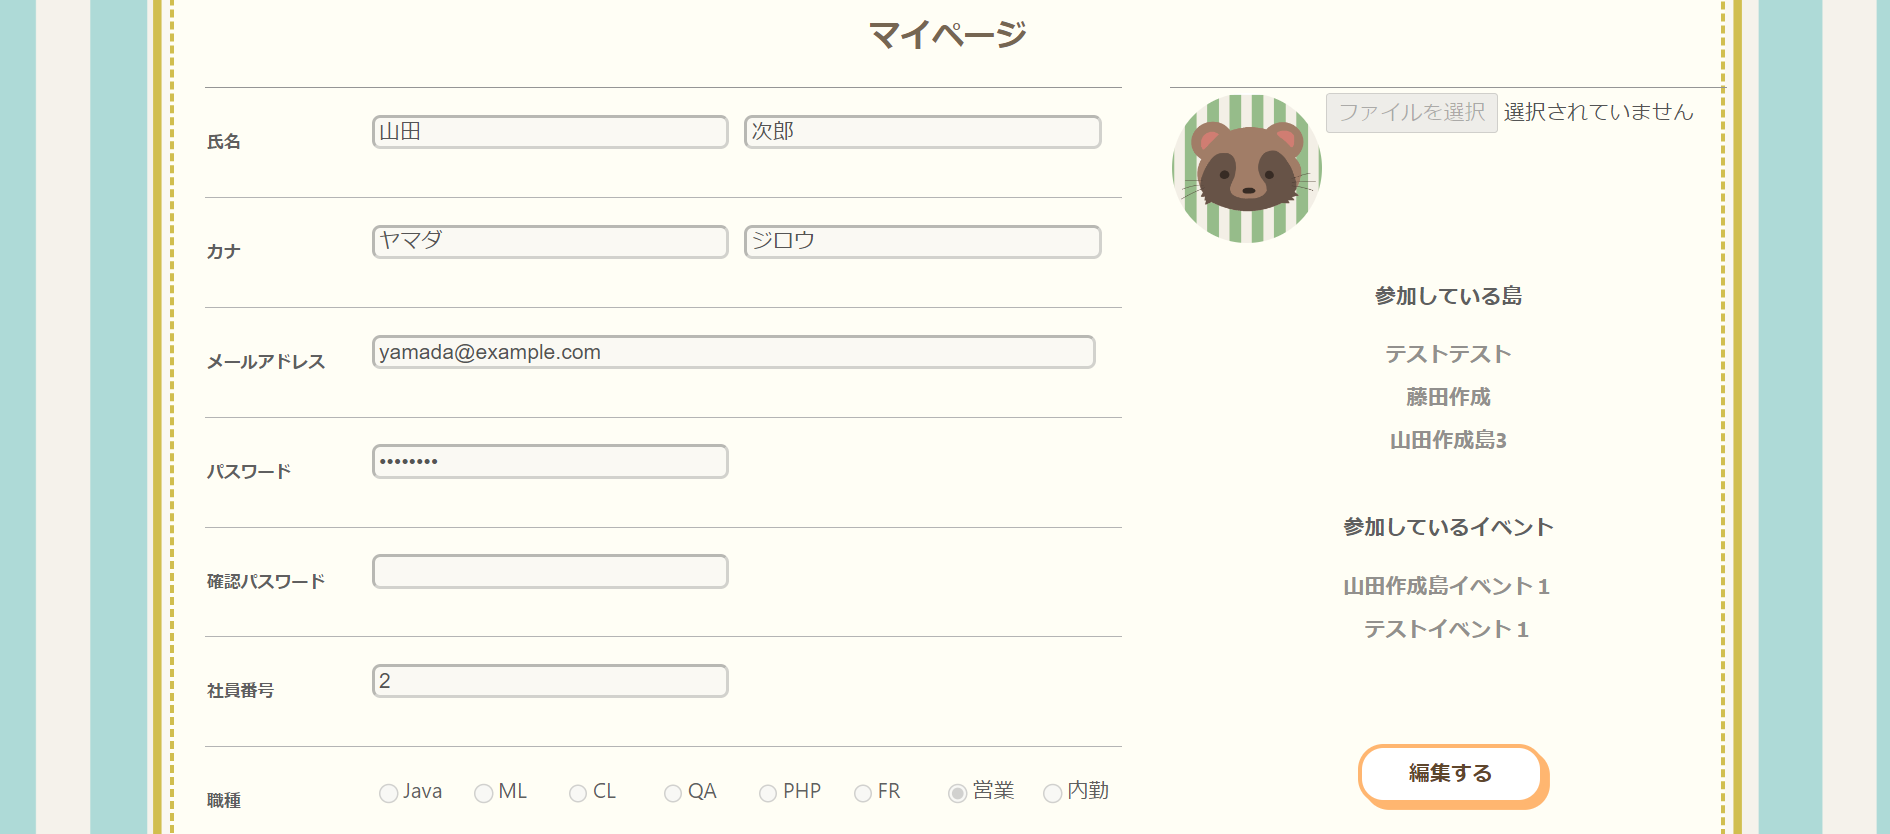 マイページ
氏名 山田 次郎
カナ ヤマダ ジロウ
メールアドレス yamada@example.com
パスワード ••••••••
確認パスワード
社員番号 2
職種 Java ML CL QA PHP FR 営業 内勤
ファイルを選択 選択されていません
参加している島
テストテスト
藤田作成
山田作成島3
参加しているイベント
山田作成島イベント１
テストイベント１
編集する